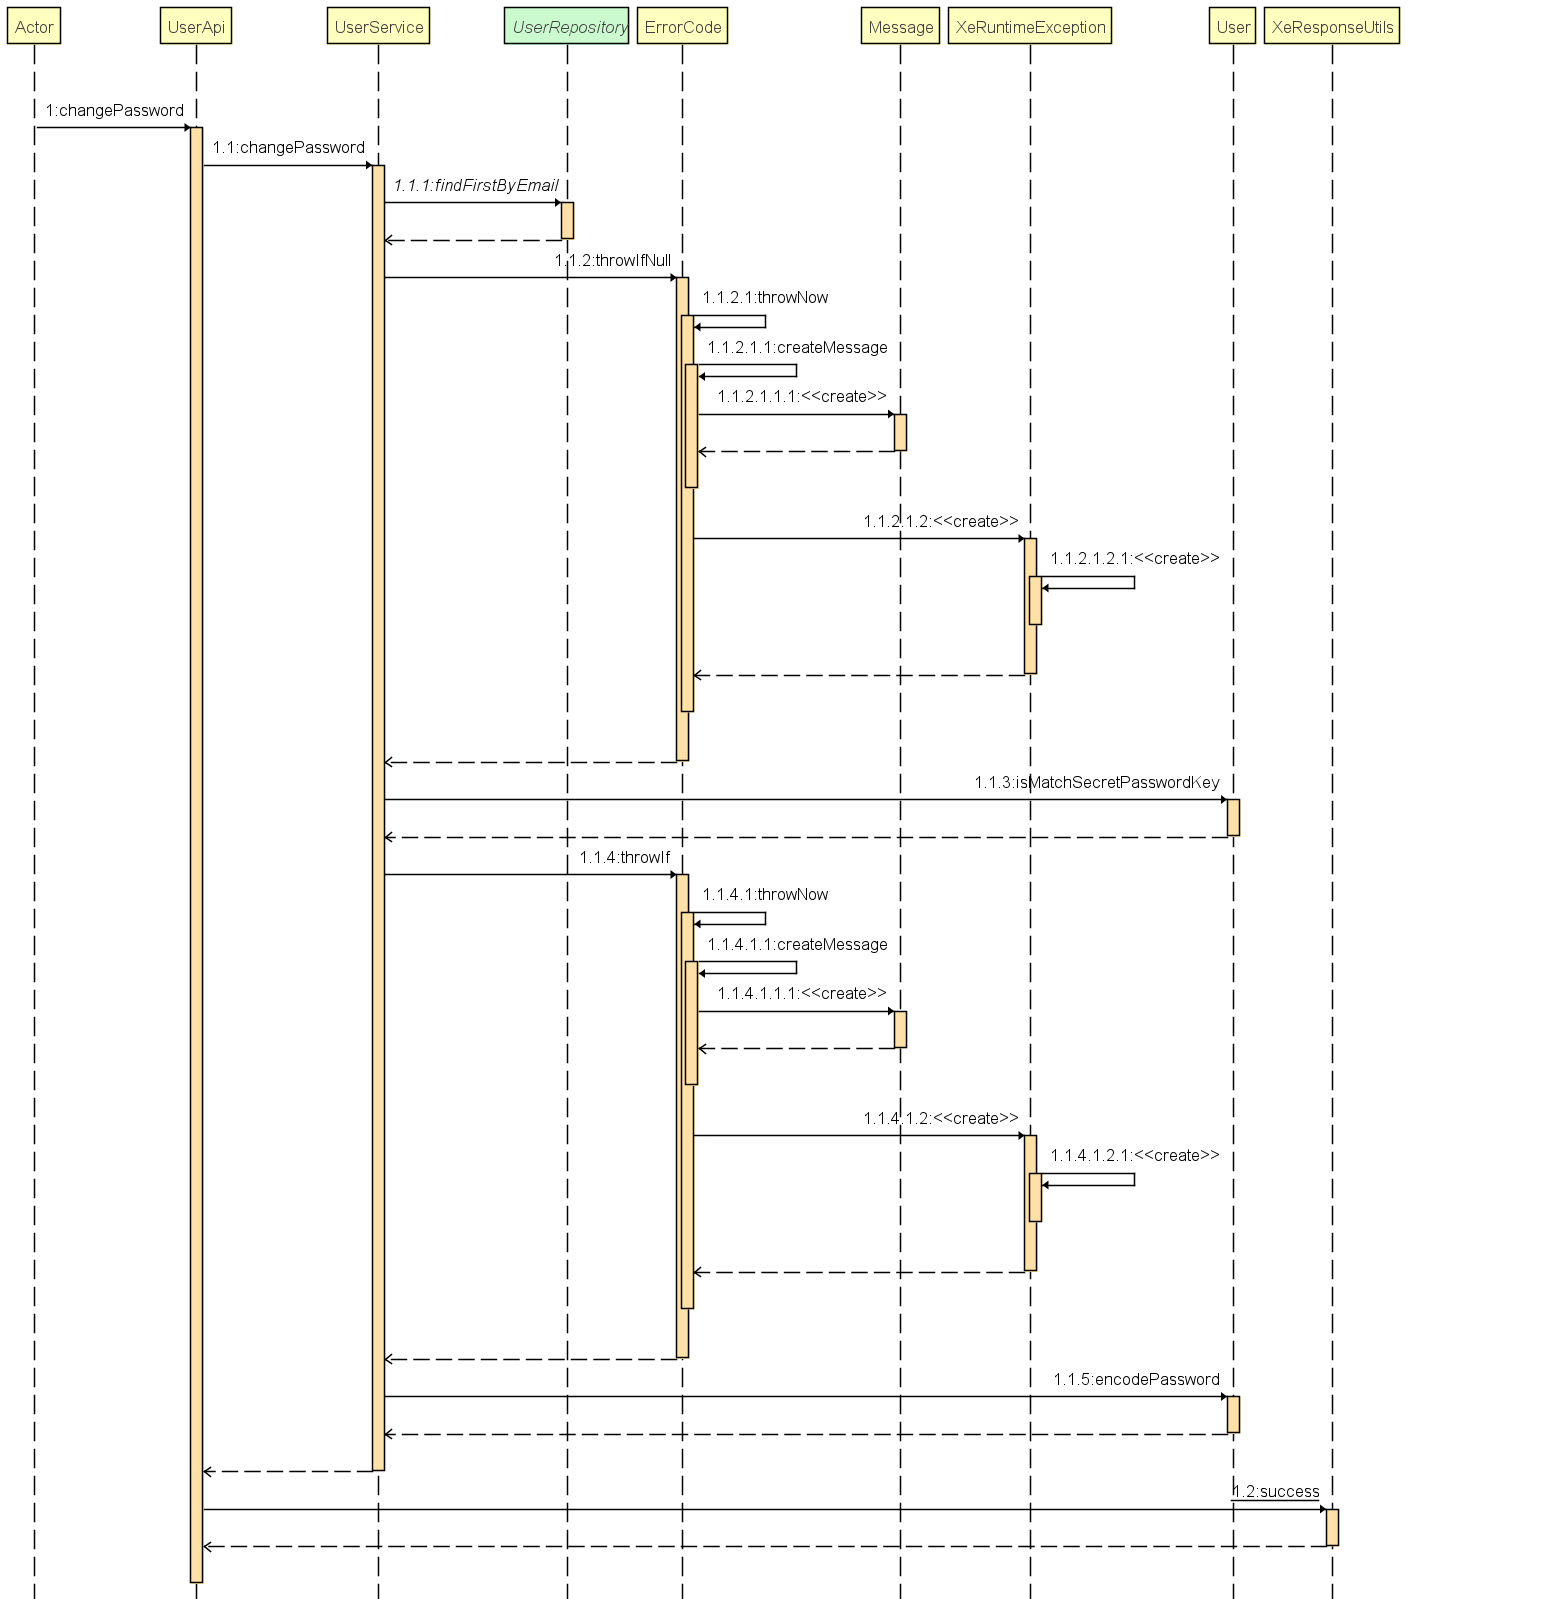 Actor
UserApi
UserService
UserRepository
ErrorCode
Message
XeRuntimeException
User
XeResponseUtils
1:changePassword
1.1:changePassword
1.1.1:findFirstByEmail
1.1.2:throwIfNull
1.1.2.1:throwNow
1.1.2.1.1:createMessage
1.1.2.1.1.1:<<create>>
1.1.2.1.2:<<create>>
1.1.2.1.2.1:<<create>>
1.1.3:isMatchSecretPasswordKey
1.1.4:throwIf
1.1.4.1:throwNow
1.1.4.1.1:createMessage
1.1.4.1.1.1:<<create>>
1.1.4.1.2:<<create>>
1.1.4.1.2.1:<<create>>
1.1.5:encodePassword
1.2:success